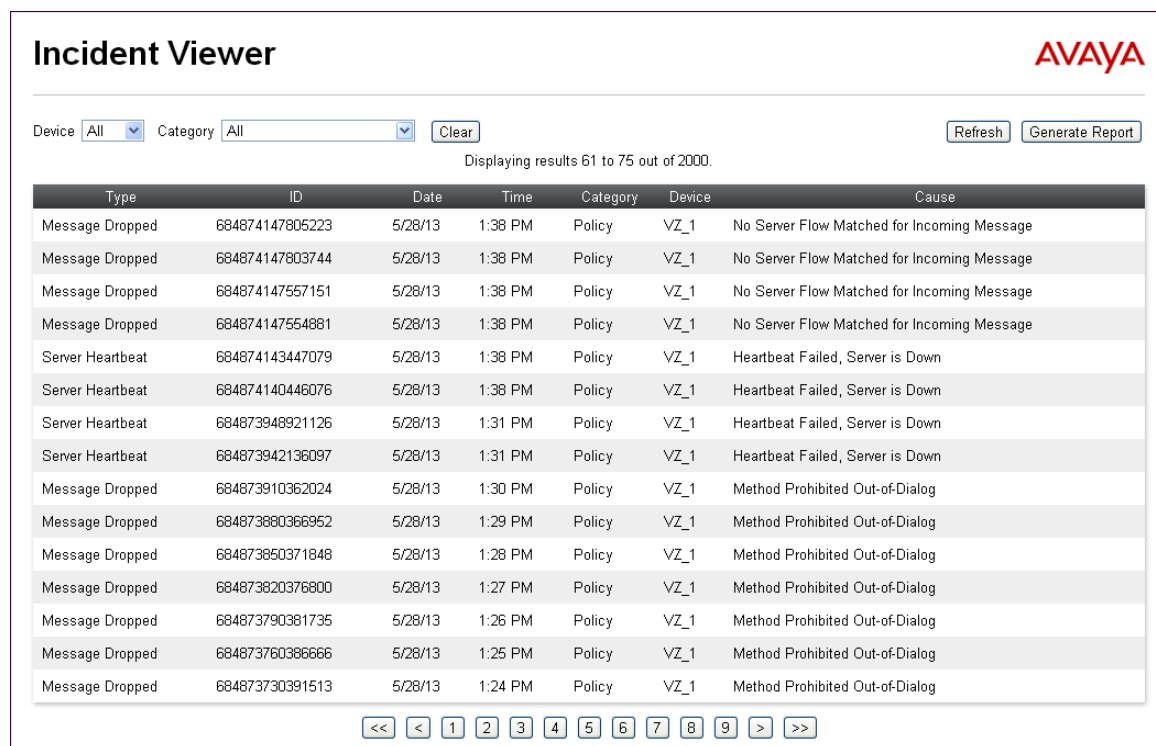 Incident Viewer
AVAYA
Device All Category All Clear Refresh Generate Report
Displaying results 61 to 75 out of 2000.
Type ID Date Time Category Device Cause
Message Dropped 684874147805223 5/28/13 1:38 PM Policy VZ_1 No Server Flow Matched for Incoming Message
Message Dropped 684874147803744 5/28/13 1:38 PM Policy VZ_1 No Server Flow Matched for Incoming Message
Message Dropped 684874147557151 5/28/13 1:38 PM Policy VZ_1 No Server Flow Matched for Incoming Message
Message Dropped 684874147554881 5/28/13 1:38 PM Policy VZ_1 No Server Flow Matched for Incoming Message
Server Heartbeat 684874143447079 5/28/13 1:38 PM Policy VZ_1 Heartbeat Failed, Server is Down
Server Heartbeat 684874140446076 5/28/13 1:38 PM Policy VZ_1 Heartbeat Failed, Server is Down
Server Heartbeat 684873948921126 5/28/13 1:31 PM Policy VZ_1 Heartbeat Failed, Server is Down
Server Heartbeat 684873942136097 5/28/13 1:31 PM Policy VZ_1 Heartbeat Failed, Server is Down
Message Dropped 684873910362024 5/28/13 1:30 PM Policy VZ_1 Method Prohibited Out-of-Dialog
Message Dropped 684873880366952 5/28/13 1:29 PM Policy VZ_1 Method Prohibited Out-of-Dialog
Message Dropped 684873850371848 5/28/13 1:28 PM Policy VZ_1 Method Prohibited Out-of-Dialog
Message Dropped 684873820376800 5/28/13 1:27 PM Policy VZ_1 Method Prohibited Out-of-Dialog
Message Dropped 684873790381735 5/28/13 1:26 PM Policy VZ_1 Method Prohibited Out-of-Dialog
Message Dropped 684873760386666 5/28/13 1:25 PM Policy VZ_1 Method Prohibited Out-of-Dialog
Message Dropped 684873730391513 5/28/13 1:24 PM Policy VZ_1 Method Prohibited Out-of-Dialog
<< < 1 2 3 4 5 6 7 8 9 > >>